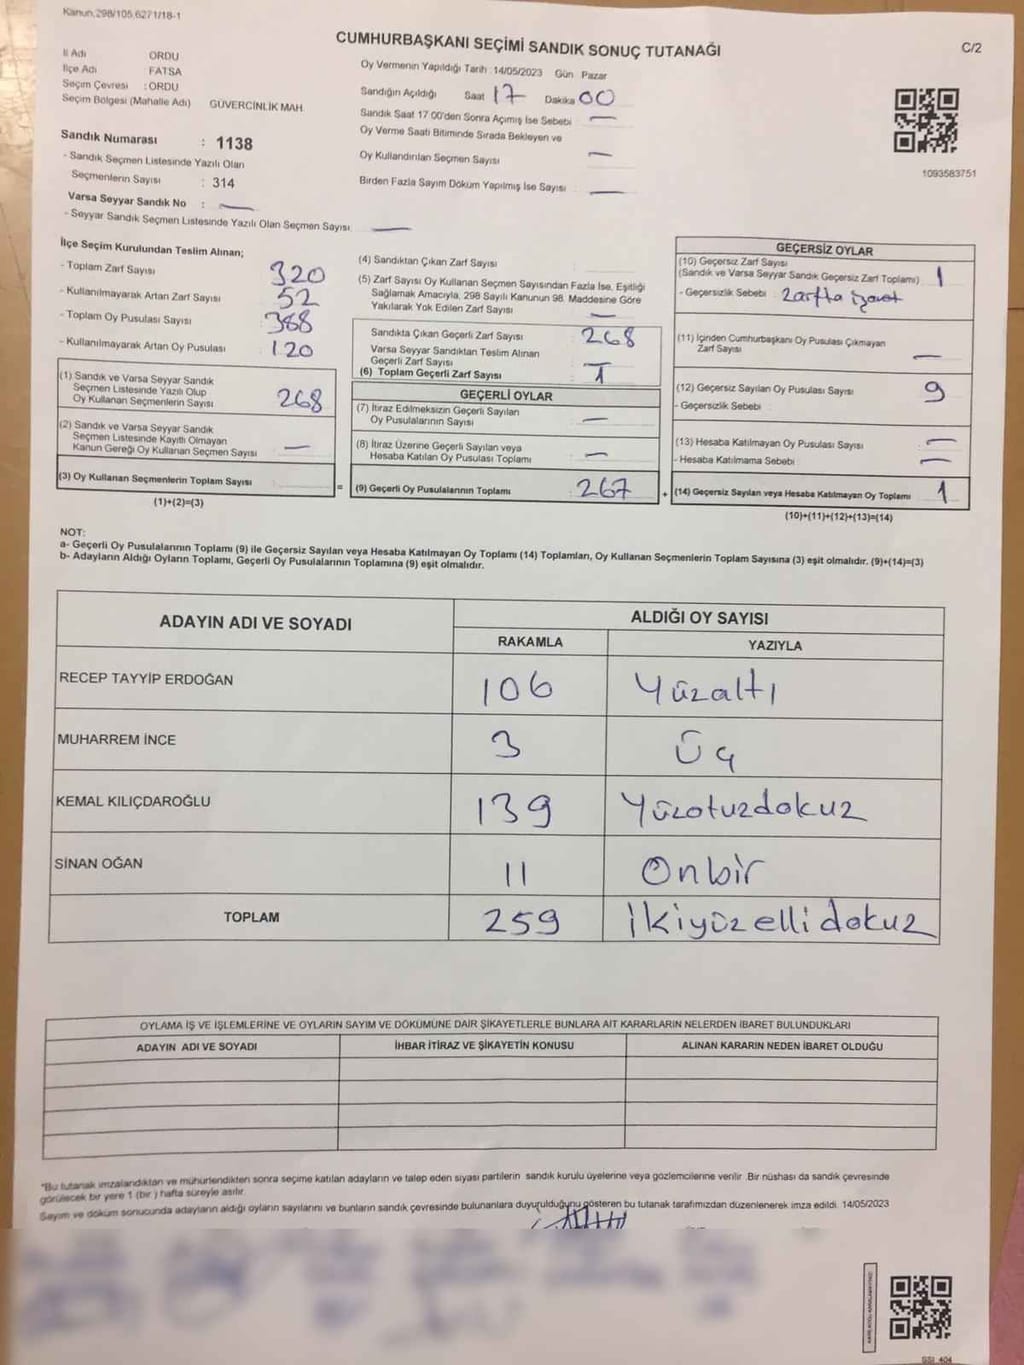 Kanun,298/105,6271/18-1
CUMHURBAŞKANI SEÇİMİ SANDIK SONUÇ TUTANAĞI
C/2
İl Adı ORDU
İlçe Adı FATSA
Seçim Çevresi : ORDU
Seçim Bölgesi (Mahalle Adı) GÜVERCİNLİK MAH.
Sandık Numarası : 1138
- Sandık Seçmen Listesinde Yazılı Olan
Seçmenlerin Sayısı : 314
Varsa Seyyar Sandık No : —
- Seyyar Sandık Seçmen Listesinde Yazılı Olan Seçmen Sayısı —
Oy Vermenin Yapıldığı Tarih :14/05/2023 Gün Pazar
Sandığın Açıldığı Saat 17 Dakika 00
Sandık Saat 17:00'den Sonra Açılmış İse Sebebi —
Oy Verme Saati Bitiminde Sırada Bekleyen ve
Oy Kullandırılan Seçmen Sayısı —
Birden Fazla Sayım Döküm Yapılmış İse Sayısı —
1093583751
İlçe Seçim Kurulundan Teslim Alınan;
- Toplam Zarf Sayısı 320
- Kullanılmayarak Artan Zarf Sayısı 52
- Toplam Oy Pusulası Sayısı 388
- Kullanılmayarak Artan Oy Pusulası 120
(1) Sandık ve Varsa Seyyar Sandık
Seçmen Listesinde Yazılı Olup
Oy Kullanan Seçmenlerin Sayısı 268
(2) Sandık ve Varsa Seyyar Sandık
Seçmen Listesinde Kayıtlı Olmayan
Kanun Gereği Oy Kullanan Seçmen Sayısı —
(3) Oy Kullanan Seçmenlerin Toplam Sayısı
(1)+(2)=(3)
=
(4) Sandıktan Çıkan Zarf Sayısı
(5) Zarf Sayısı Oy Kullanan Seçmen Sayısından Fazla İse, Eşitliği
Sağlamak Amacıyla, 298 Sayılı Kanunun 98. Maddesine Göre
Yakılarak Yok Edilen Zarf Sayısı —
Sandıkta Çıkan Geçerli Zarf Sayısı 268
Varsa Seyyar Sandıktan Teslim Alınan
Geçerli Zarf Sayısı
(6) Toplam Geçerli Zarf Sayısı
GEÇERLİ OYLAR
(7) İtiraz Edilmeksizin Geçerli Sayılan
Oy Pusulalarının Sayısı —
(8) İtiraz Üzerine Geçerli Sayılan veya
Hesaba Katılan Oy Pusulası Toplamı —
(9) Geçerli Oy Pusulalarının Toplamı 267
+
GEÇERSİZ OYLAR
(10) Geçersiz Zarf Sayısı
(Sandık ve Varsa Seyyar Sandık Geçersiz Zarf Toplamı) 1
- Geçersizlik Sebebi : Zarfta işaret
(11) İçinden Cumhurbaşkanı Oy Pusulası Çıkmayan
Zarf Sayısı —
(12) Geçersiz Sayılan Oy Pusulası Sayısı 9
- Geçersizlik Sebebi :
(13) Hesaba Katılmayan Oy Pusulası Sayısı —
- Hesaba Katılmama Sebebi —
(14) Geçersiz Sayılan veya Hesaba Katılmayan Oy Toplamı 1
(10)+(11)+(12)+(13)=(14)
NOT:
a- Geçerli Oy Pusulalarının Toplamı (9) ile Geçersiz Sayılan veya Hesaba Katılmayan Oy Toplamı (14) Toplamları, Oy Kullanan Seçmenlerin Toplam Sayısına (3) eşit olmalıdır. (9)+(14)=(3)
b- Adayların Aldığı Oyların Toplamı, Geçerli Oy Pusulalarının Toplamına (9) eşit olmalıdır.
ADAYIN ADI VE SOYADI
ALDIĞI OY SAYISI
RAKAMLA YAZIYLA
RECEP TAYYİP ERDOĞAN 106 Yüzaltı
MUHARREM İNCE 3 Üç
KEMAL KILIÇDAROĞLU 139 Yüzotuzdokuz
SİNAN OĞAN 11 Onbir
TOPLAM 259 İkiyüzellidokuz
OYLAMA İŞ VE İŞLEMLERİNE VE OYLARIN SAYIM VE DÖKÜMÜNE DAİR ŞİKAYETLERLE BUNLARA AİT KARARLARIN NELERDEN İBARET BULUNDUKLARI
ADAYIN ADI VE SOYADI İHBAR İTİRAZ VE ŞİKAYETİN KONUSU ALINAN KARARIN NEDEN İBARET OLDUĞU
"Bu tutanak imzalandıktan ve mühürlendikten sonra seçime katılan adayların ve talep eden siyasi partilerin sandık kurulu üyelerine veya gözlemcilerine verilir. Bir nüshası da sandık çevresinde
görülecek bir yere 1 (bir ) hafta süreyle asılır.
Sayım ve döküm sonucunda adayların aldığı oyların sayılarını ve bunların sandık çevresinde bulunanlara duyurulduğunu gösteren bu tutanak tarafımızdan düzenlenerek imza edildi. 14/05/2023
SSI_404